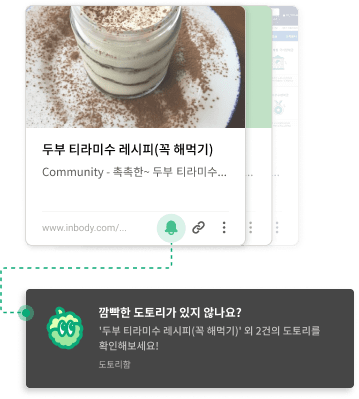 두부 티라미수 레시피(꼭 해먹기)
Community - 촉촉한~ 두부 티라미수...
www.inbody.com/...
깜빡한 도토리가 있지 않나요?
'두부 티라미수 레시피(꼭 해먹기)' 외 2건의 도토리를
확인해보세요!
도토리함